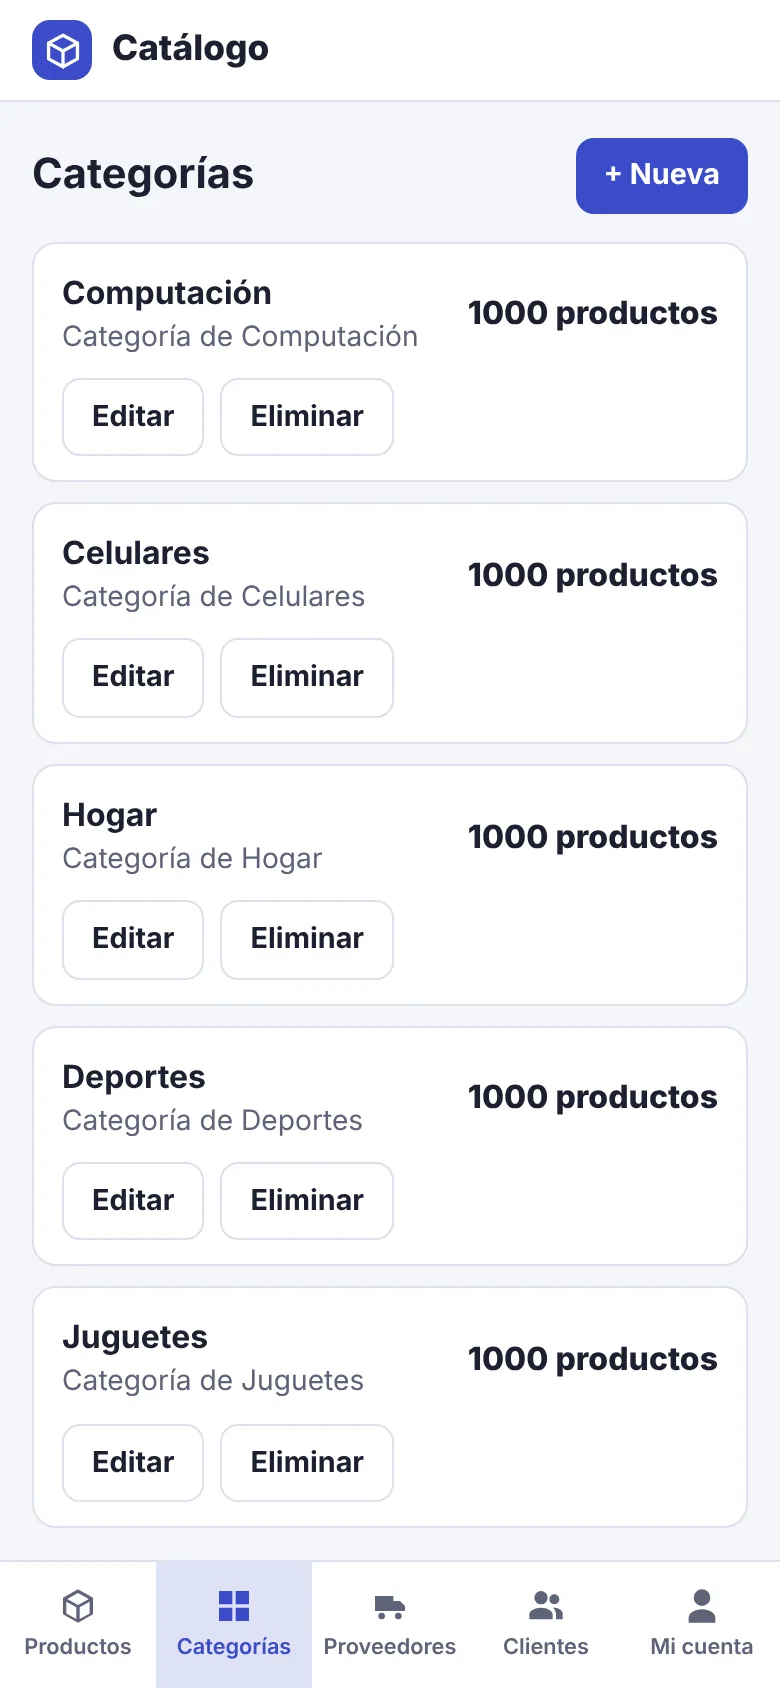 Catálogo
Categorías
+ Nueva
Computación
Categoría de Computación
1000 productos
Editar
Eliminar
Celulares
Categoría de Celulares
1000 productos
Editar
Eliminar
Hogar
Categoría de Hogar
1000 productos
Editar
Eliminar
Deportes
Categoría de Deportes
1000 productos
Editar
Eliminar
Juguetes
Categoría de Juguetes
1000 productos
Editar
Eliminar
Productos
Categorías
Proveedores
Clientes
Mi cuenta